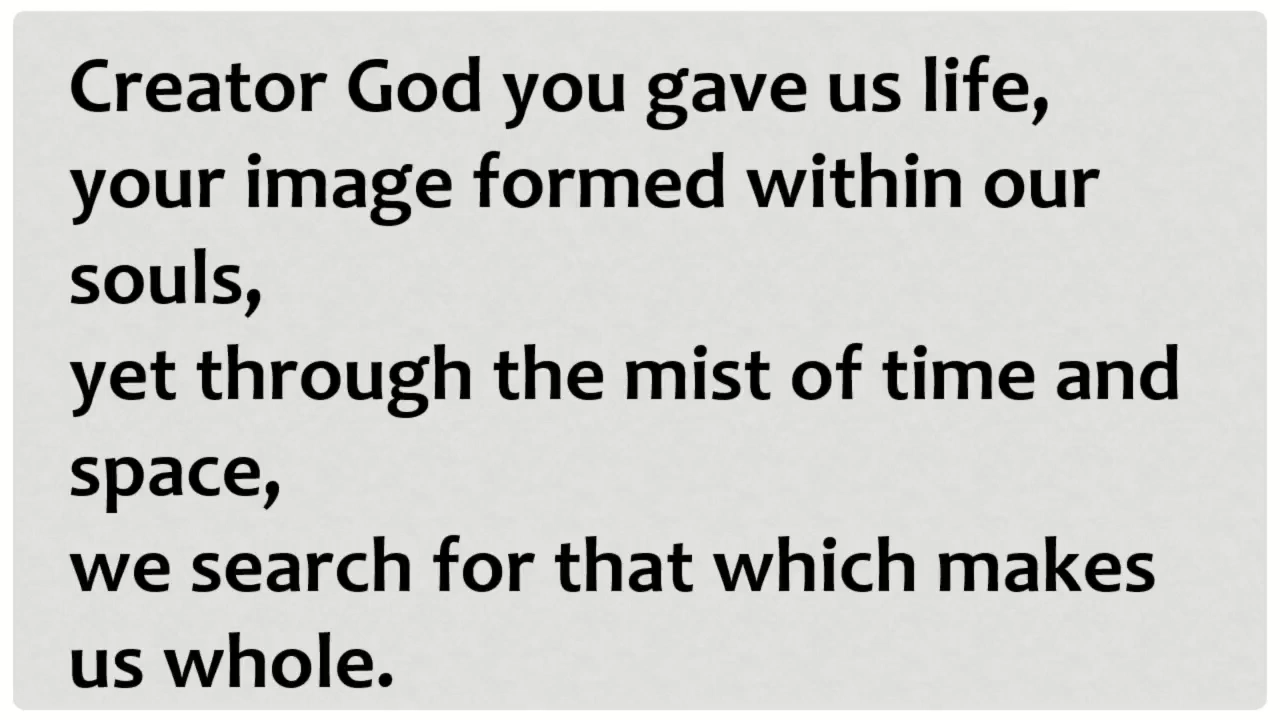 Creator God you gave us life,
your image formed within our
souls,
yet through the mist of time and
space,
we search for that which makes
us whole.